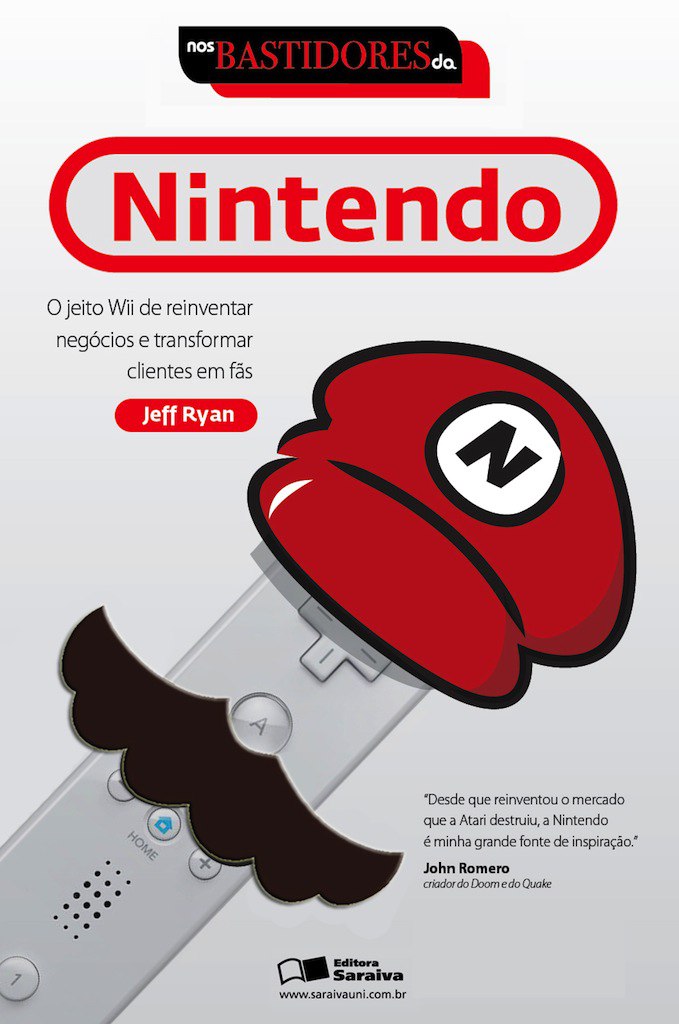 nos BASTIDORES da
Nintendo
O jeito Wii de reinventar
negócios e transformar
clientes em fãs
Jeff Ryan
N
A
HOME
+
1
“Desde que reinventou o mercado
que a Atari destruiu, a Nintendo
é minha grande fonte de inspiração.”
John Romero
criador do Doom e do Quake
Editora
Saraiva
www.saraivauni.com.br